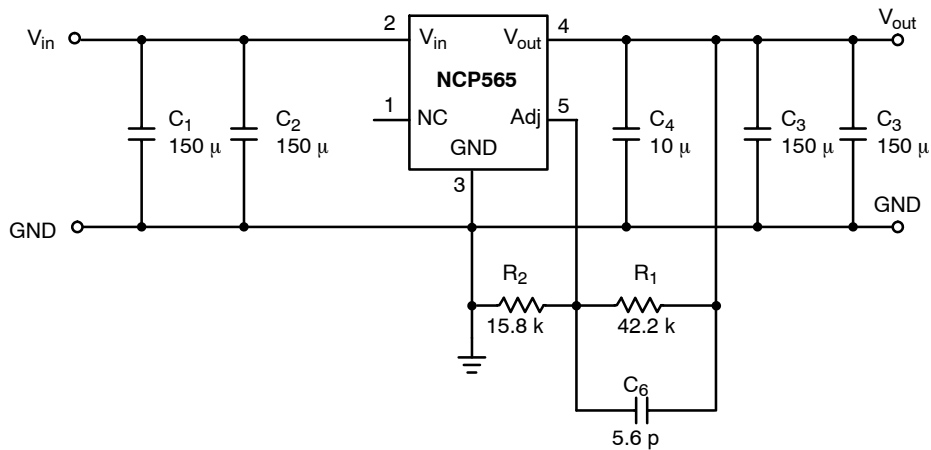 Vin
2
Vin
Vout
4
Vout
NCP565
C1
150 μ
C2
150 μ
1
NC
Adj
5
C4
10 μ
C3
150 μ
C3
150 μ
GND
3
GND
GND
R2
15.8 k
R1
42.2 k
C6
5.6 p